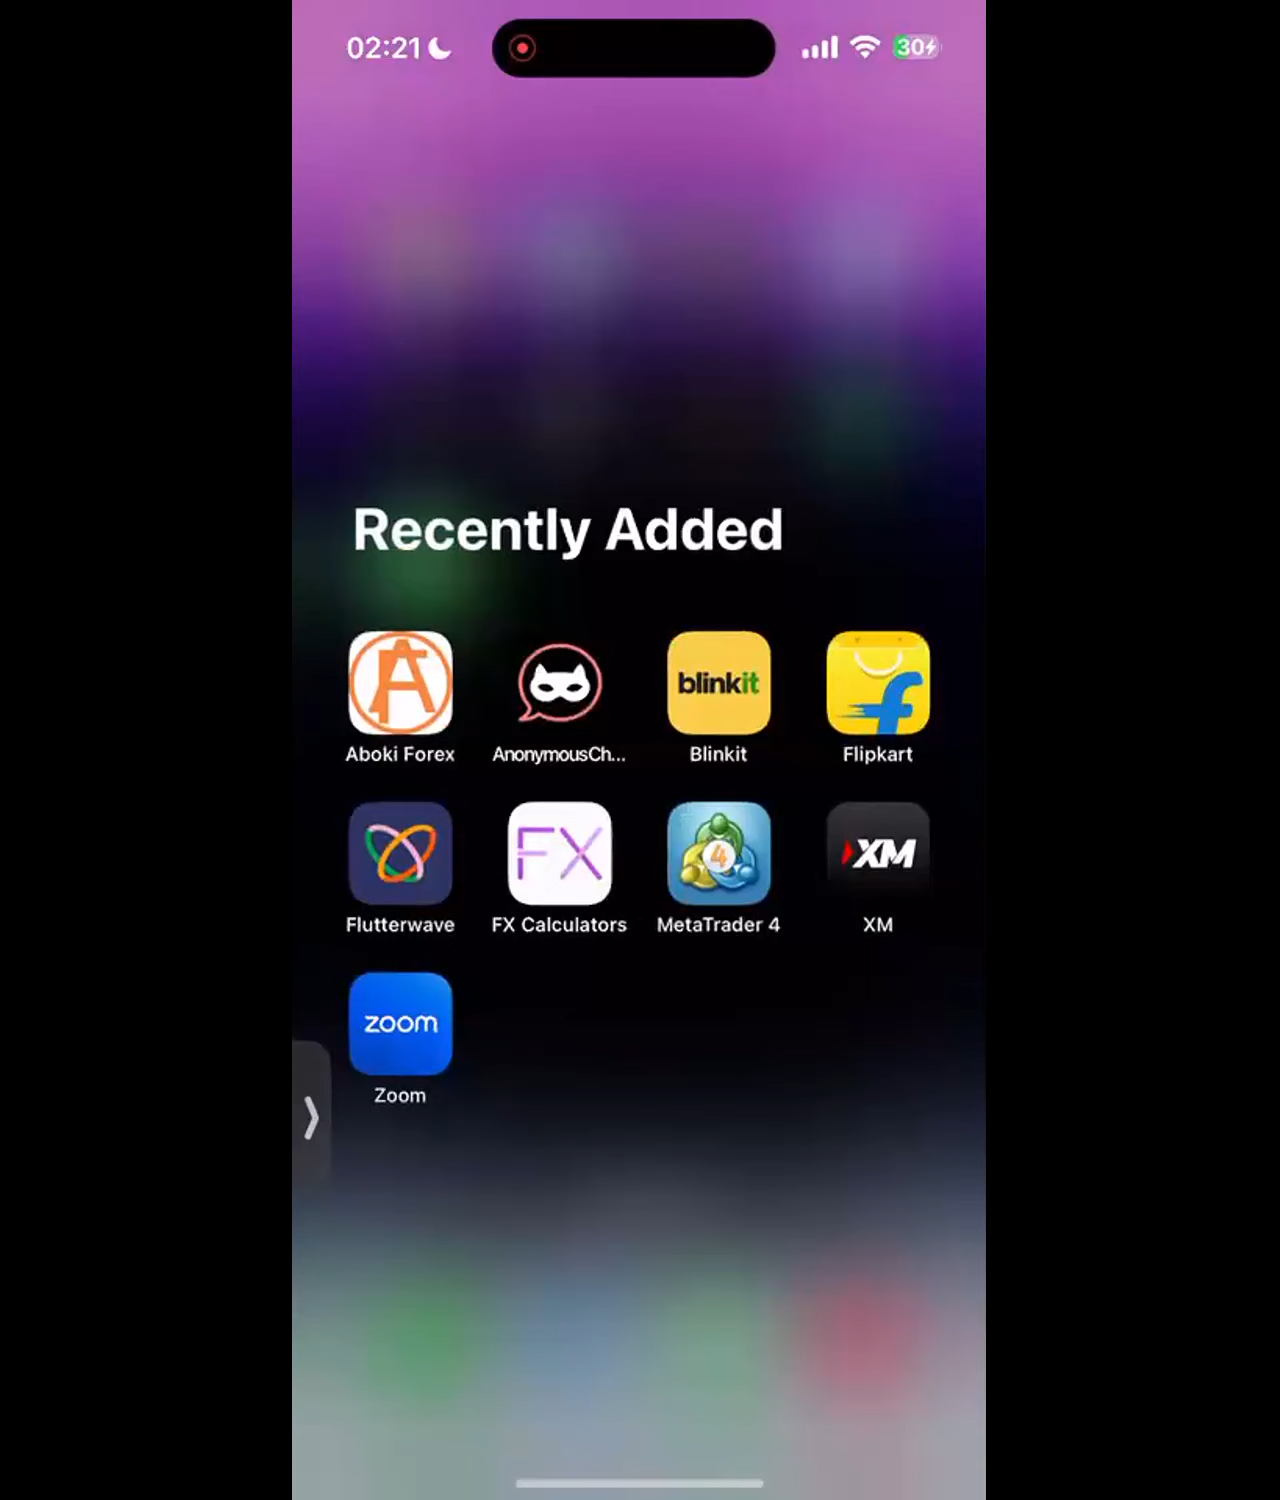 02:21
30
Recently Added
A
blinkit
f
Aboki Forex
AnonymousCh...
Blinkit
Flipkart
FX
4
XM
Flutterwave
FX Calculators
MetaTrader 4
XM
zoom
Zoom